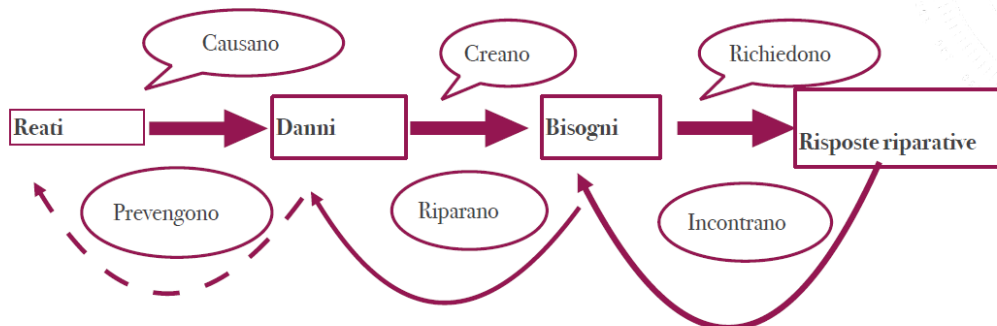 Causano
Creano
Richiedono
Reati
Danni
Bisogni
Risposte riparative
Prevengono
Riparano
Incontrano